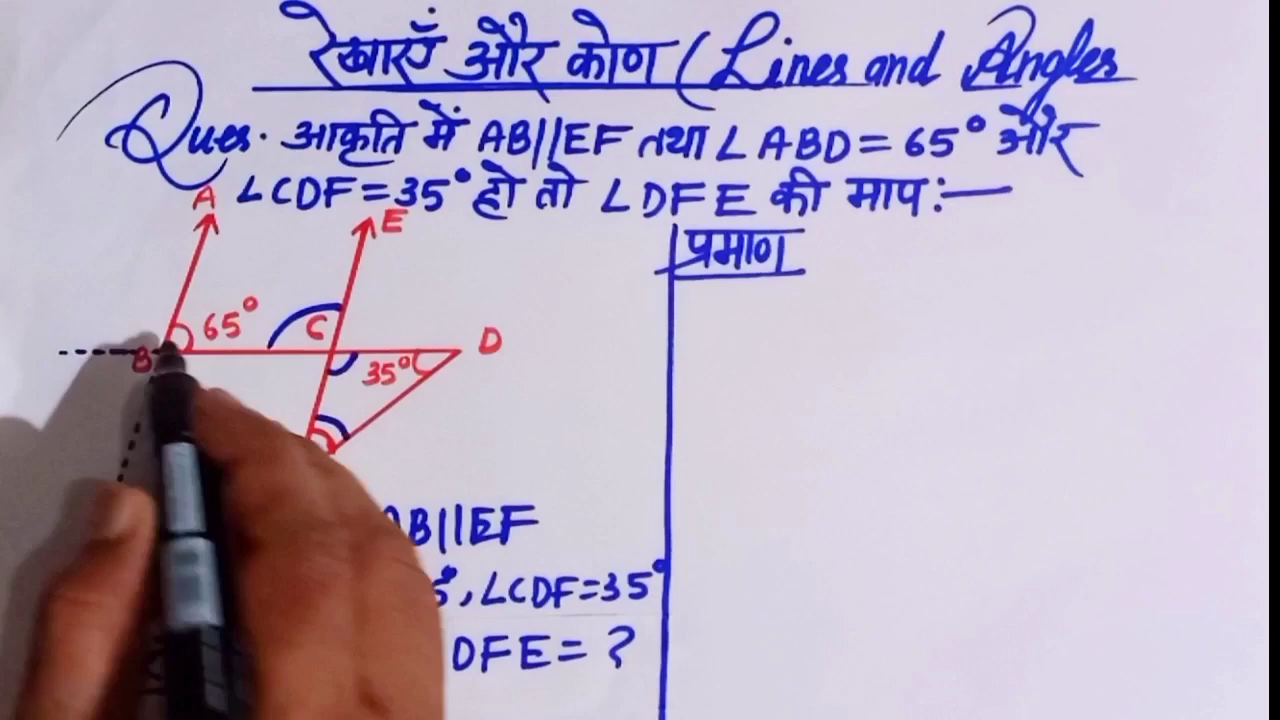 रेखाएँ और कोण (Lines and Angles
Ques. आकृति में AB||EF तथा ∠ABD = 65° और
∠CDF = 35° हो तो ∠DFE की माप :—
A
E
प्रमाण
65°
C
D
B
35°
AB||EF
, ∠CDF = 35°
DFE = ?